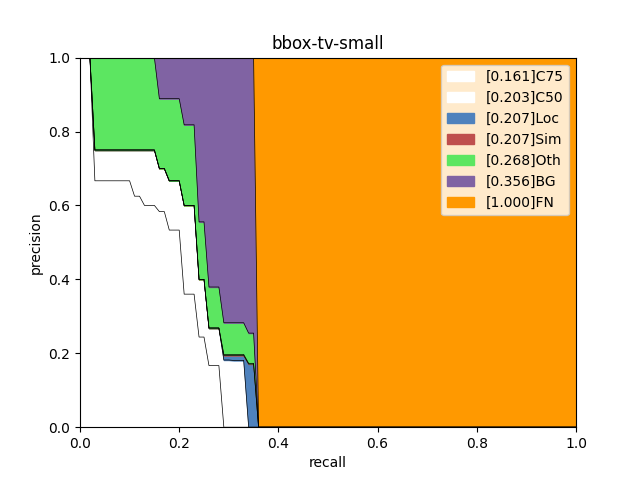 bbox-tv-small
1.0
0.8
0.6
0.4
0.2
0.0
precision
0.0 0.2 0.4 0.6 0.8 1.0
recall
[0.161]C75
[0.203]C50
[0.207]Loc
[0.207]Sim
[0.268]Oth
[0.356]BG
[1.000]FN